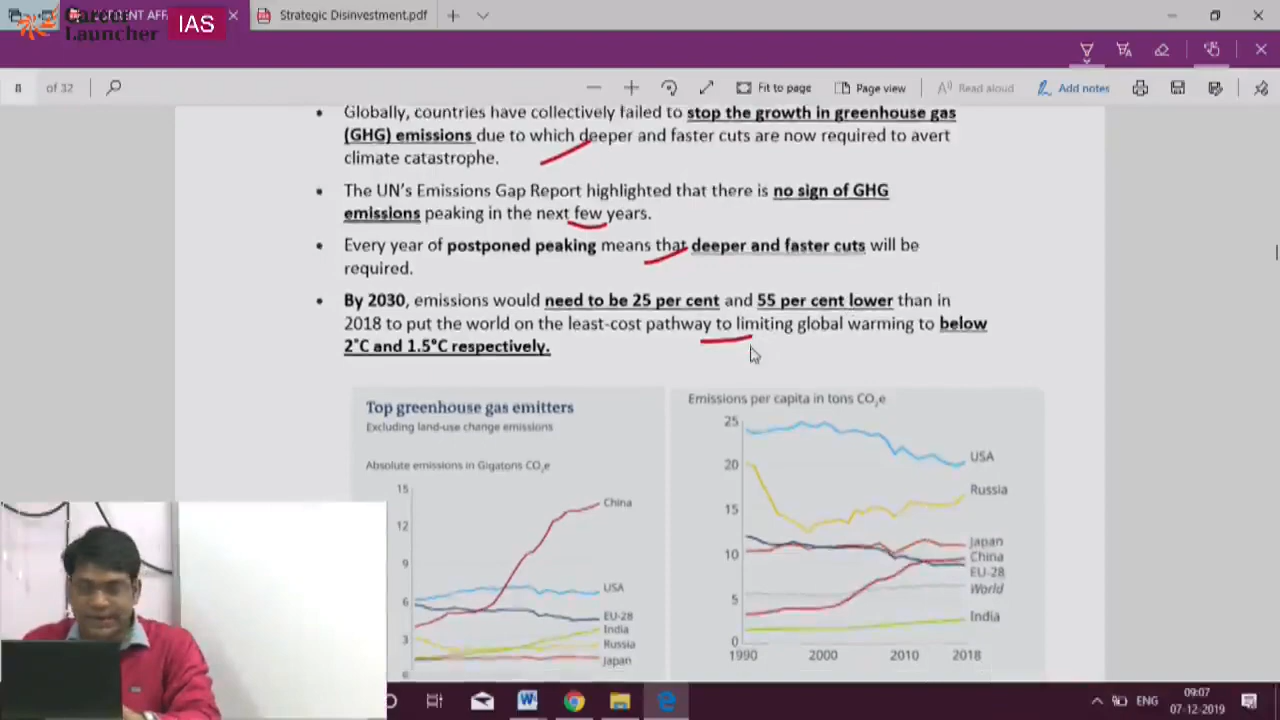 Career
Launcher
IAS
RENT AFF
Strategic Disinvestment.pdf
8 of 32
Fit to page
Page view
Read aloud
Add notes
• Globally, countries have collectively failed to stop the growth in greenhouse gas
(GHG) emissions due to which deeper and faster cuts are now required to avert
climate catastrophe.
• The UN's Emissions Gap Report highlighted that there is no sign of GHG
emissions peaking in the next few years.
• Every year of postponed peaking means that deeper and faster cuts will be
required.
• By 2030, emissions would need to be 25 per cent and 55 per cent lower than in
2018 to put the world on the least-cost pathway to limiting global warming to below
2˚C and 1.5°C respectively.
Top greenhouse gas emitters
Excluding land-use change emissions
Absolute emissions in Gigatons CO₂e
15
12
9
6
3
0
China
USA
EU-28
India
Russia
Japan
Emissions per capita in tons CO₂e
25
20
15
10
5
0
USA
Russia
Japan
China
EU-28
World
India
1990 2000 2010 2018
ENG
09:07
07-12-2019